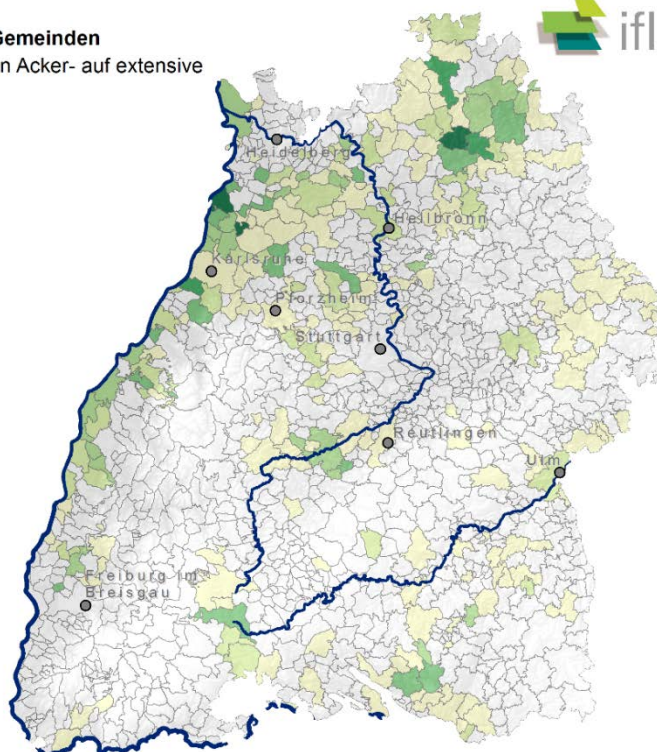 Gemeinden
n Acker- auf extensive
ifl
Heidelberg
Heilbronn
Karlsruhe
Pforzheim
Stuttgart
Reutlingen
Ulm
Freiburg im
Breisgau